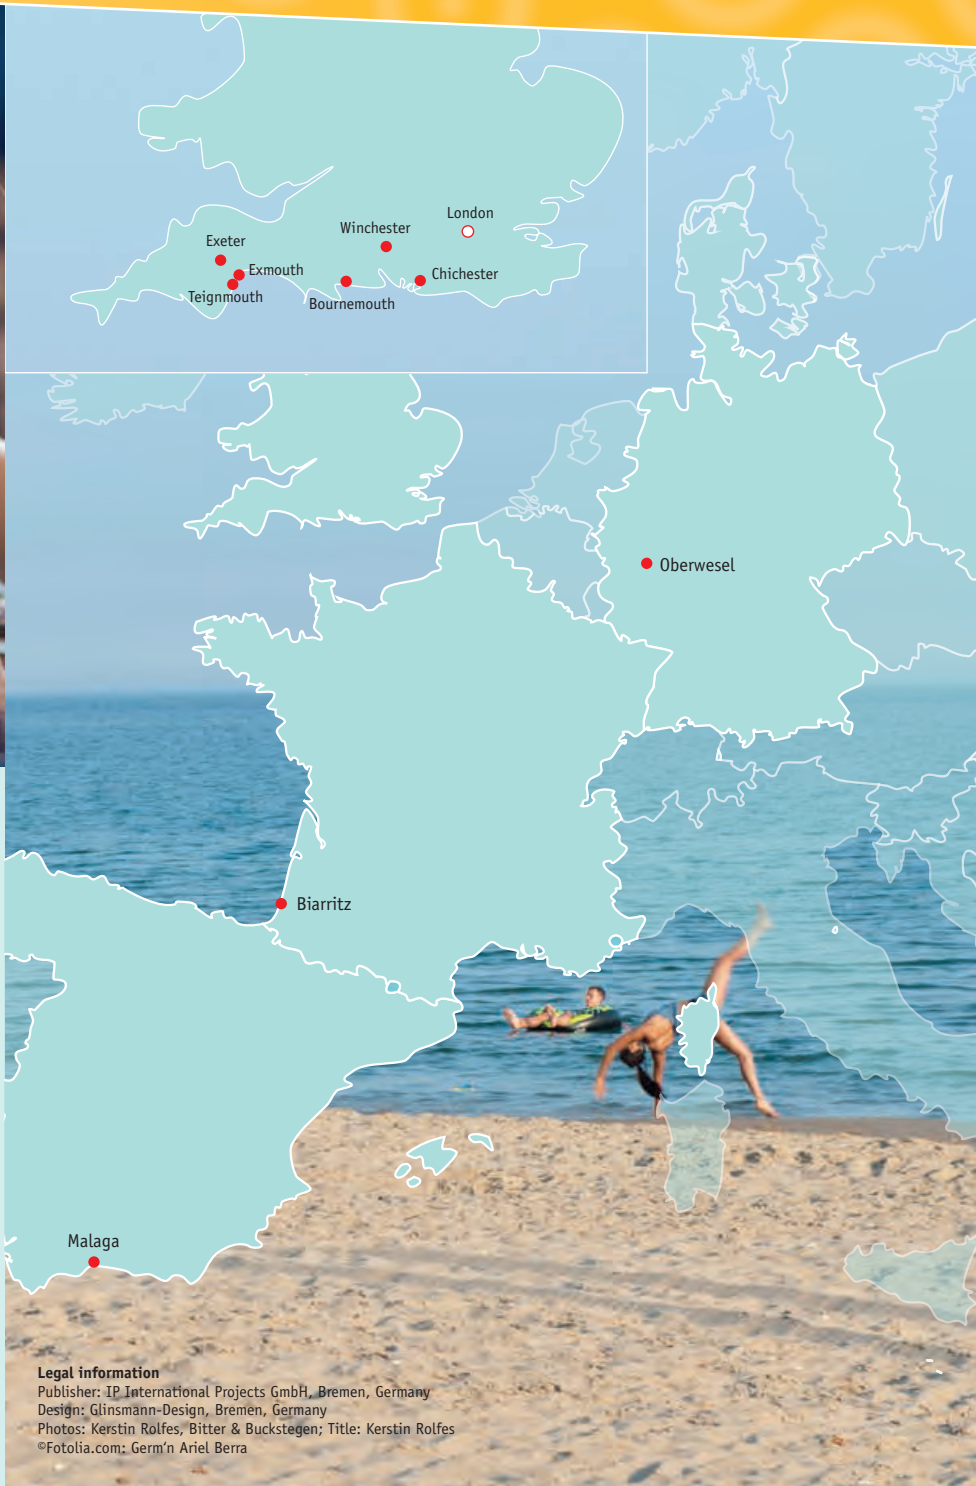 London
Winchester
Exeter
Exmouth
Chichester
Teignmouth
Bournemouth
Oberwesel
Biarritz
Malaga
Legal information
Publisher: IP International Projects GmbH, Bremen, Germany
Design: Glinsmann-Design, Bremen, Germany
Photos: Kerstin Rolfes, Bitter & Buckstegen; Title: Kerstin Rolfes
©Fotolia.com: Germ‘n Ariel Berra